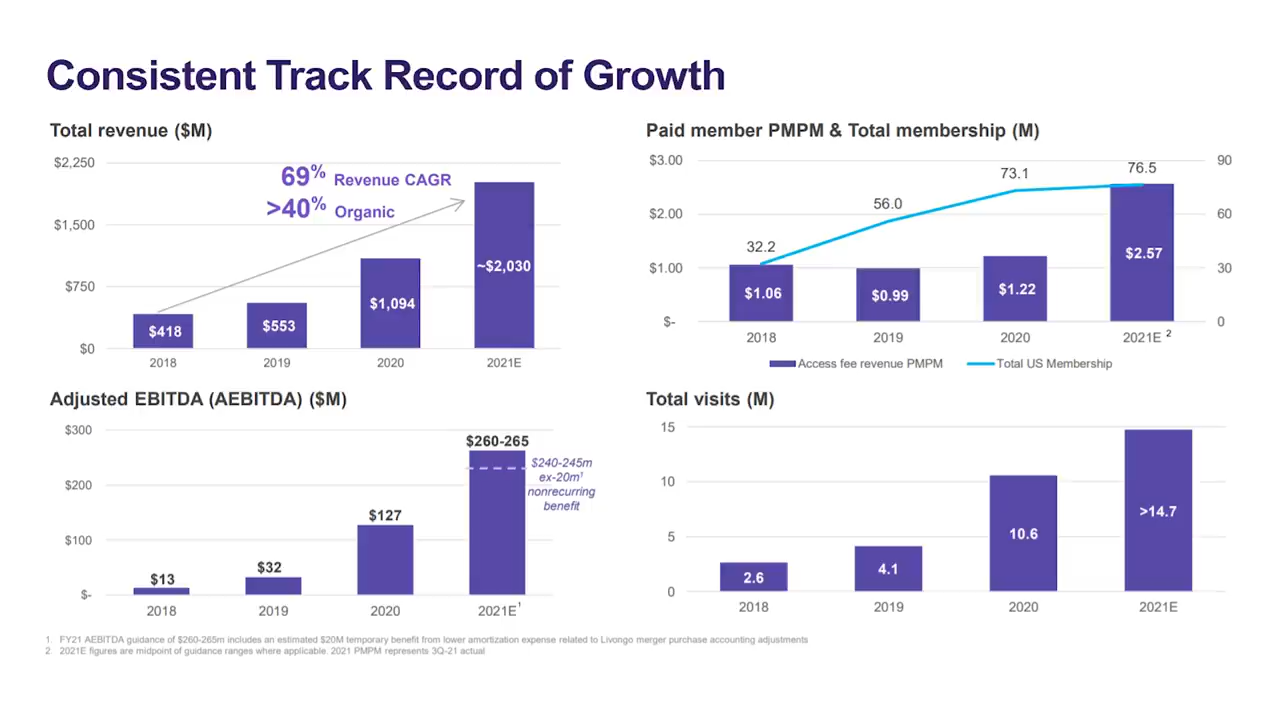 Consistent Track Record of Growth
Total revenue ($M)
$2,250
$1,500
$750
$0
69% Revenue CAGR
>40% Organic
$418
$553
$1,094
~$2,030
2018
2019
2020
2021E
Paid member PMPM & Total membership (M)
$3.00
$2.00
$1.00
$-
90
60
30
0
32.2
56.0
73.1
76.5
$1.06
$0.99
$1.22
$2.57
2018
2019
2020
2021E 2
Access fee revenue PMPM
Total US Membership
Adjusted EBITDA (AEBITDA) ($M)
$300
$200
$100
$-
$13
$32
$127
$260-265
$240-245m
ex-20m1
nonrecurring
benefit
2018
2019
2020
2021E1
Total visits (M)
15
10
5
0
2.6
4.1
10.6
>14.7
2018
2019
2020
2021E
1. FY21 AEBITDA guidance of $260-265m includes an estimated $20M temporary benefit from lower amortization expense related to Livongo merger purchase accounting adjustments
2. 2021E figures are midpoint of guidance ranges where applicable. 2021 PMPM represents 3Q-21 actual